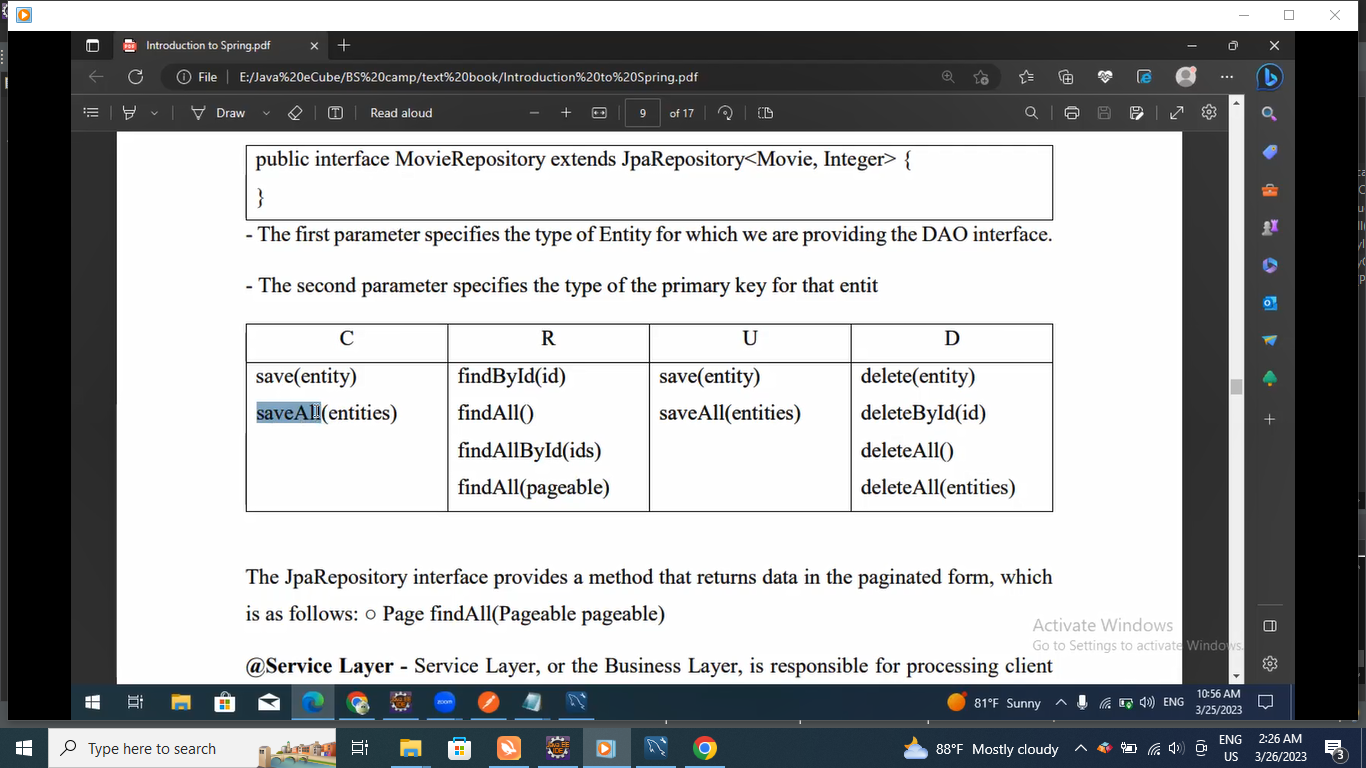 Introduction to Spring.pdf
File E:/Java%20eCube/BS%20camp/text%20book/Introduction%20to%20Spring.pdf
Draw Read aloud 9 of 17
public interface MovieRepository extends JpaRepository<Movie, Integer> {
}
- The first parameter specifies the type of Entity for which we are providing the DAO interface.
- The second parameter specifies the type of the primary key for that entit
C R U D
save(entity) findById(id) save(entity) delete(entity)
saveAll(entities) findAll() saveAll(entities) deleteById(id)
findAllById(ids) deleteAll()
findAll(pageable) deleteAll(entities)
The JpaRepository interface provides a method that returns data in the paginated form, which
is as follows: ○ Page findAll(Pageable pageable)
Activate Windows
Go to Settings to activate Windows.
@Service Layer - Service Layer, or the Business Layer, is responsible for processing client
zoom
81°F Sunny ENG 10:56 AM
3/25/2023
Type here to search
88°F Mostly cloudy ENG 2:26 AM
US 3/26/2023 3